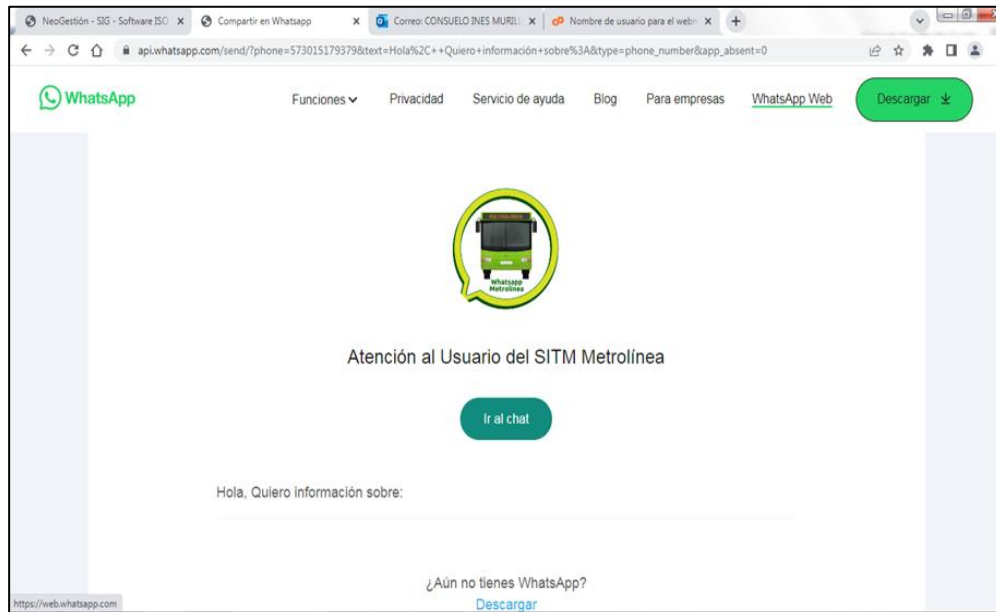 NeoGestión - SIG - Software ISO
Compartir en Whatsapp
Correo: CONSUELO INES MURILL
Nombre de usuario para el webm
api.whatsapp.com/send/?phone=573015179379&text=Hola%2C++Quiero+información+sobre%3A&type=phone_number&app_absent=0
WhatsApp
Funciones
Privacidad
Servicio de ayuda
Blog
Para empresas
WhatsApp Web
Descargar
Whatsapp
Metrolínea
Atención al Usuario del SITM Metrolínea
Ir al chat
Hola, Quiero información sobre:
¿Aún no tienes WhatsApp?
Descargar
https://web.whatsapp.com